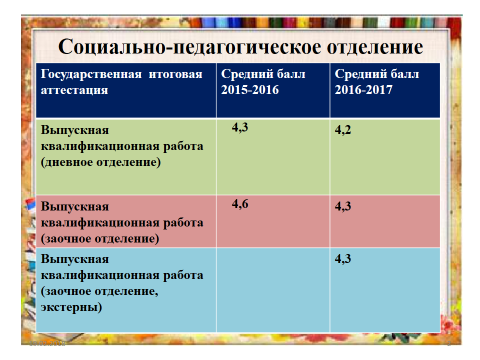 Социально-педагогическое отделение
Государственная итоговая аттестация
Средний балл 2015-2016
Средний балл 2016-2017
Выпускная
квалификационная работа
(дневное отделение)
4,3
4,2
Выпускная
квалификационная работа
(заочное отделение)
4,6
4,3
Выпускная
квалификационная работа
(заочное отделение,
экстерны)
4,3